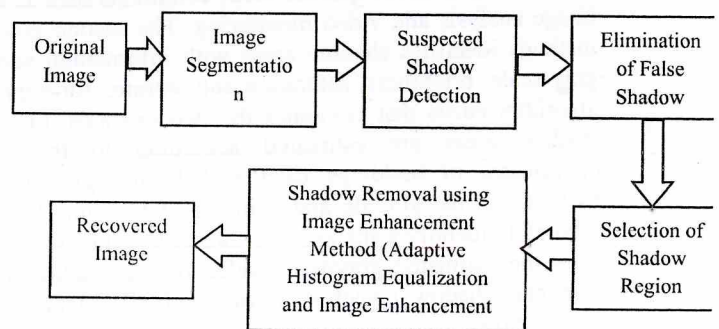 Original
Image
Image
Segmentatio
n
Suspected
Shadow
Detection
Elimination
of False
Shadow
Selection of
Shadow
Region
Shadow Removal using
Image Enhancement
Method (Adaptive
Histogram Equalization
and Image Enhancement
Recovered
Image